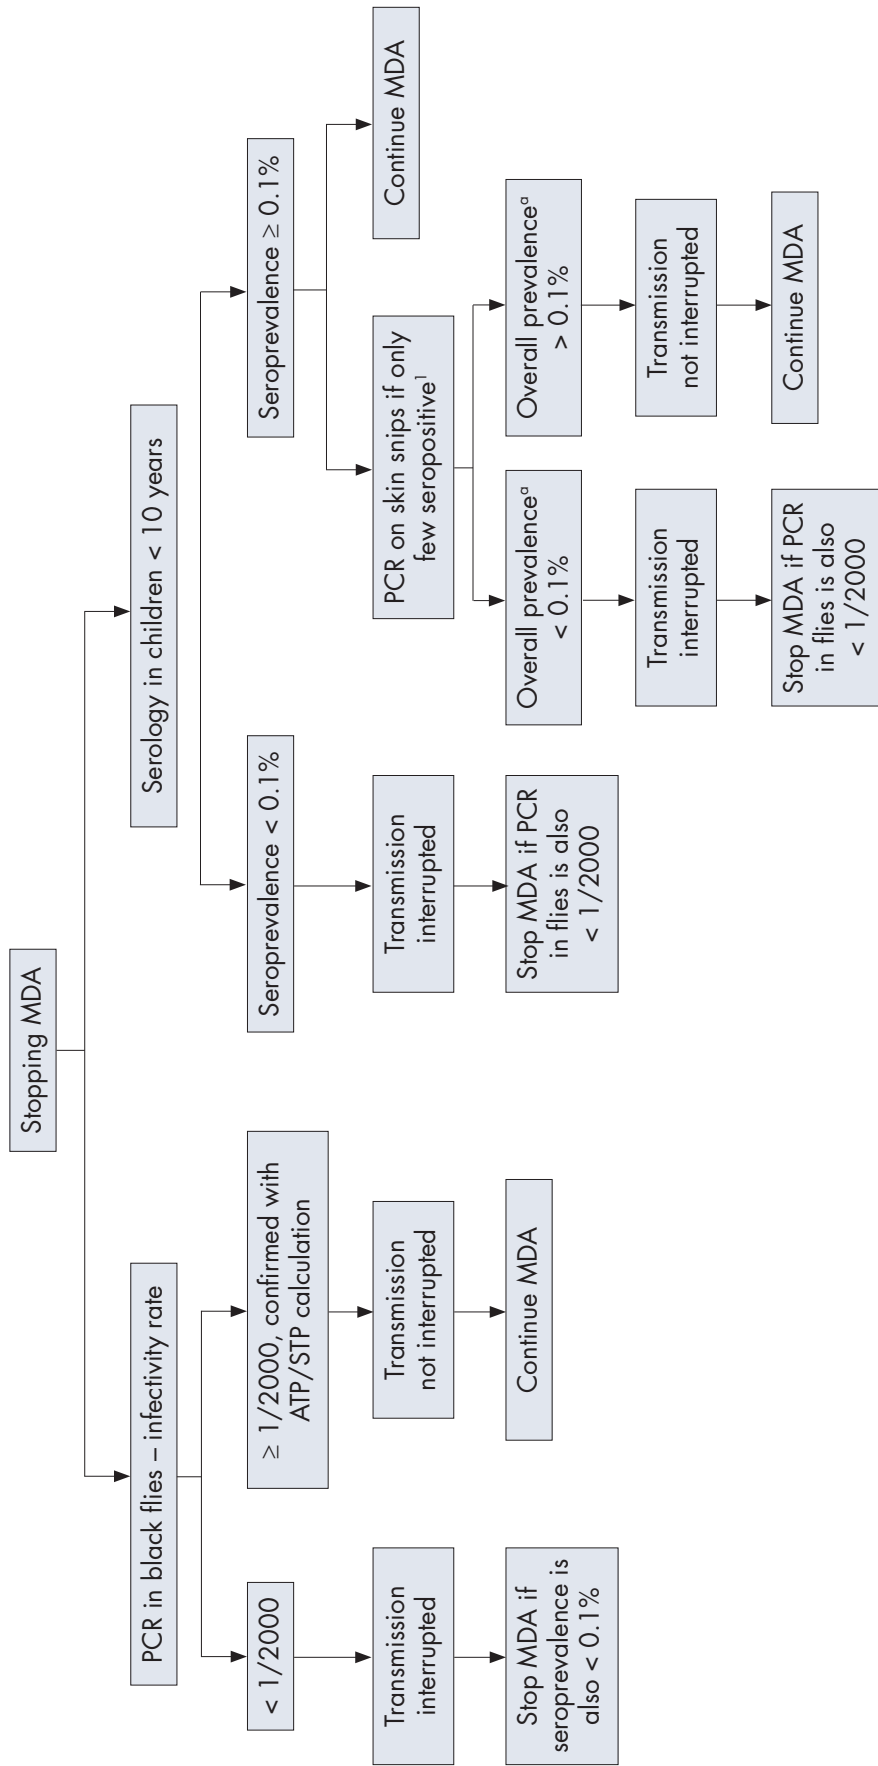 Stopping MDA
PCR in black flies – infectivity rate
Serology in children < 10 years
< 1/2000
≥ 1/2000, confirmed with
ATP/STP calculation
Seroprevalence < 0.1%
Seroprevalence ≥ 0.1%
Transmission
interrupted
Transmission
not interrupted
Transmission
interrupted
PCR on skin snips if only
few seropositive¹
Continue MDA
Stop MDA if
seroprevalence is
also < 0.1%
Continue MDA
Stop MDA if PCR
in flies is also
< 1/2000
Overall prevalenceᵃ
< 0.1%
Overall prevalenceᵃ
> 0.1%
Transmission
interrupted
Transmission
not interrupted
Stop MDA if PCR
in flies is also
< 1/2000
Continue MDA